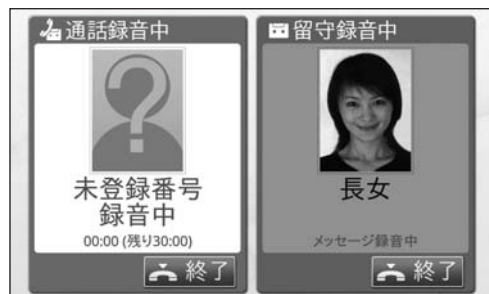 通話録音中
未登録番号
録音中
00:00 (残り30:00)
終了
留守録音中
長女
メッセージ録音中
終了